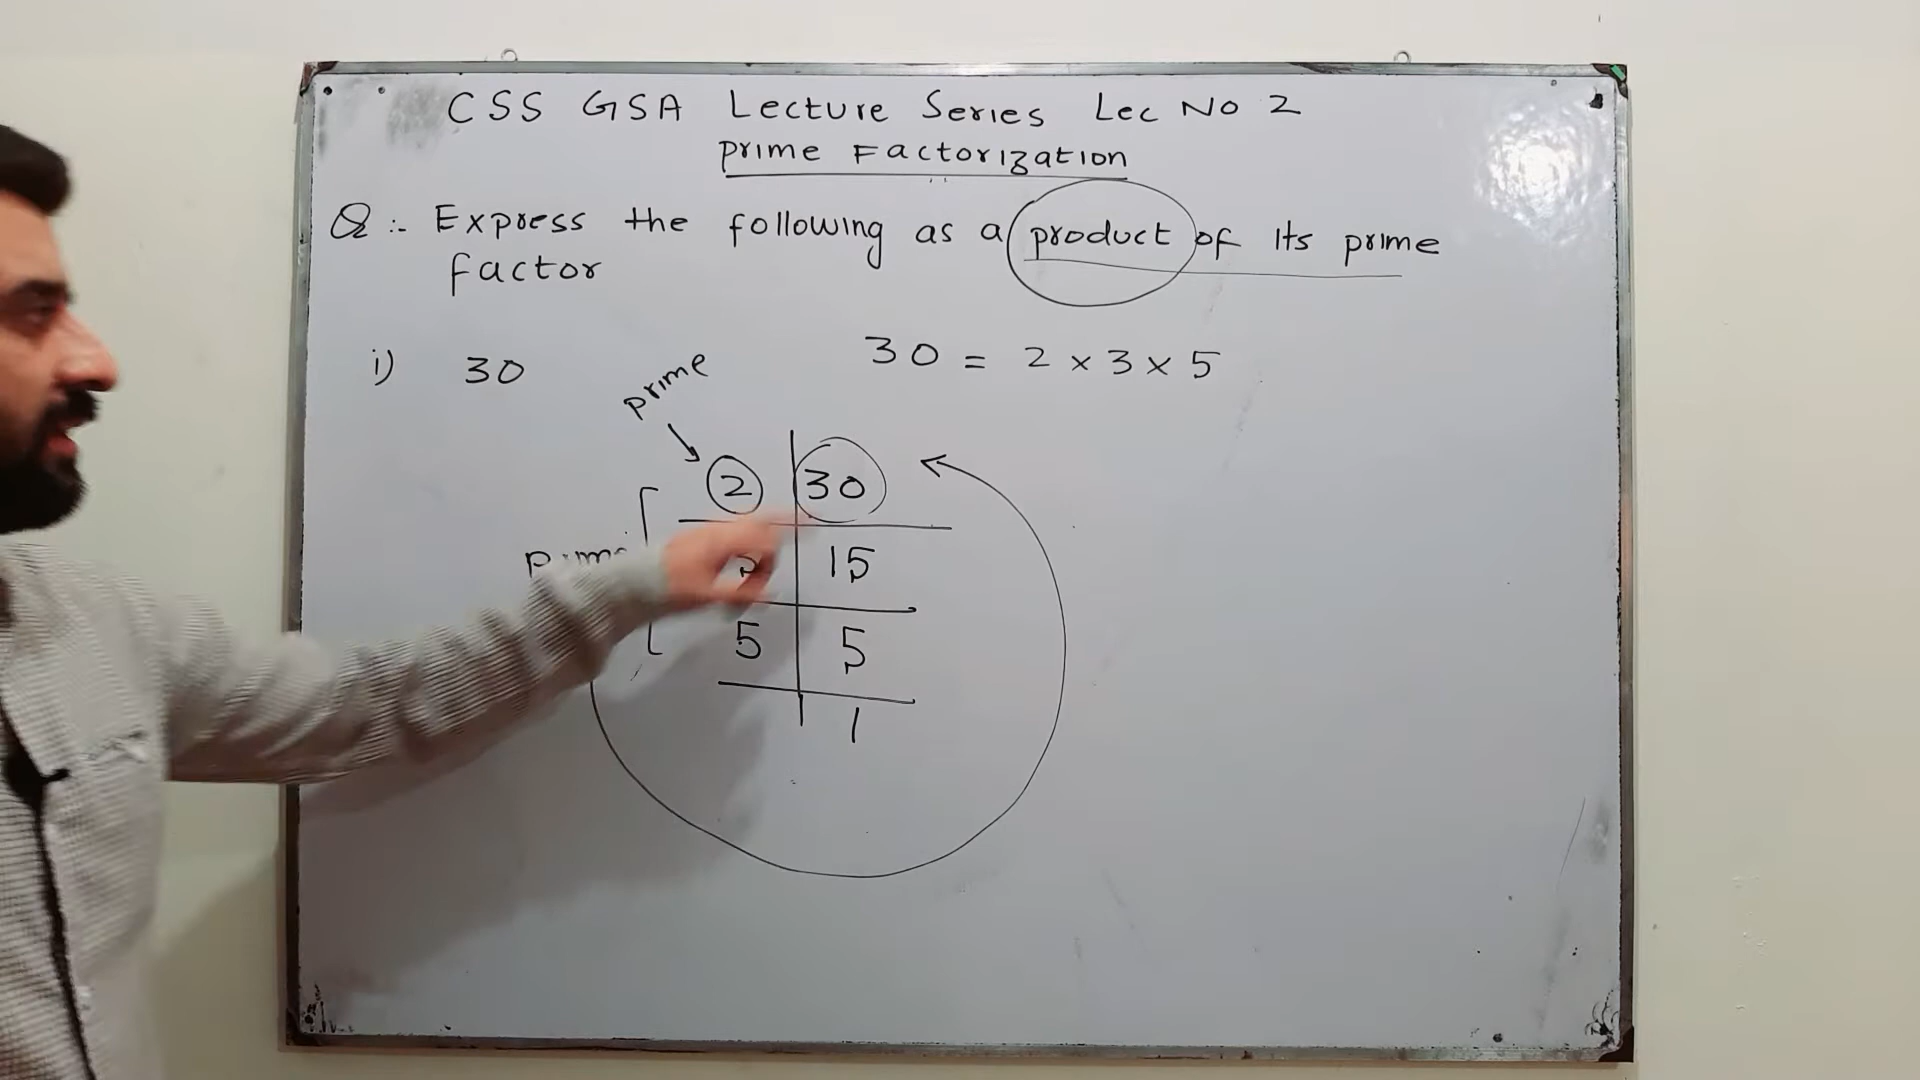 CSS GSA Lecture Series Lec No 2
Prime Factorization
Q :- Express the following as a product of its prime
factor
i) 30
30 = 2 × 3 × 5
prime
2 30
15
5 5
1